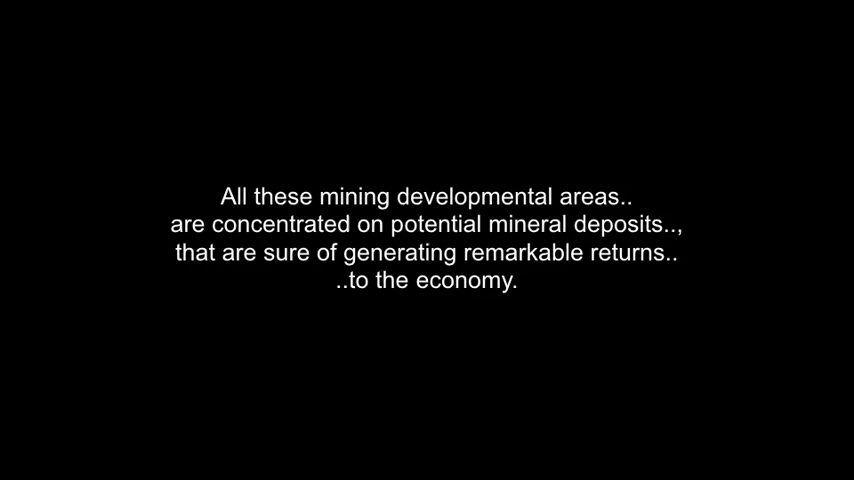 All these mining developmental areas..
are concentrated on potential mineral deposits..,
that are sure of generating remarkable returns..
..to the economy.